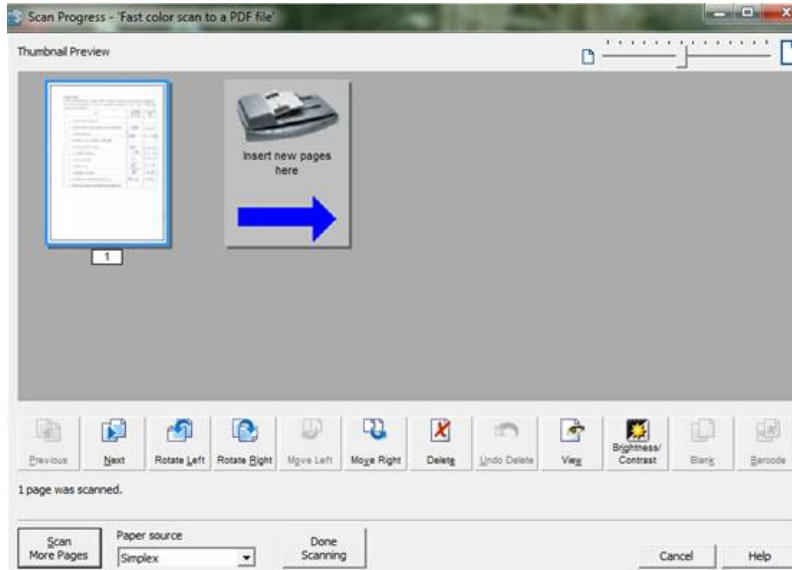 Scan Progress - 'Fast color scan to a PDF file'
Thumbnail Preview
Insert new pages
here
1
Previous Next Rotate Left Rotate Right Move Left Move Right Delete Undo Delete View Brightness/
Contrast Blank Barcode
1 page was scanned.
Scan
More Pages
Paper source
Simplex
Done
Scanning
Cancel Help